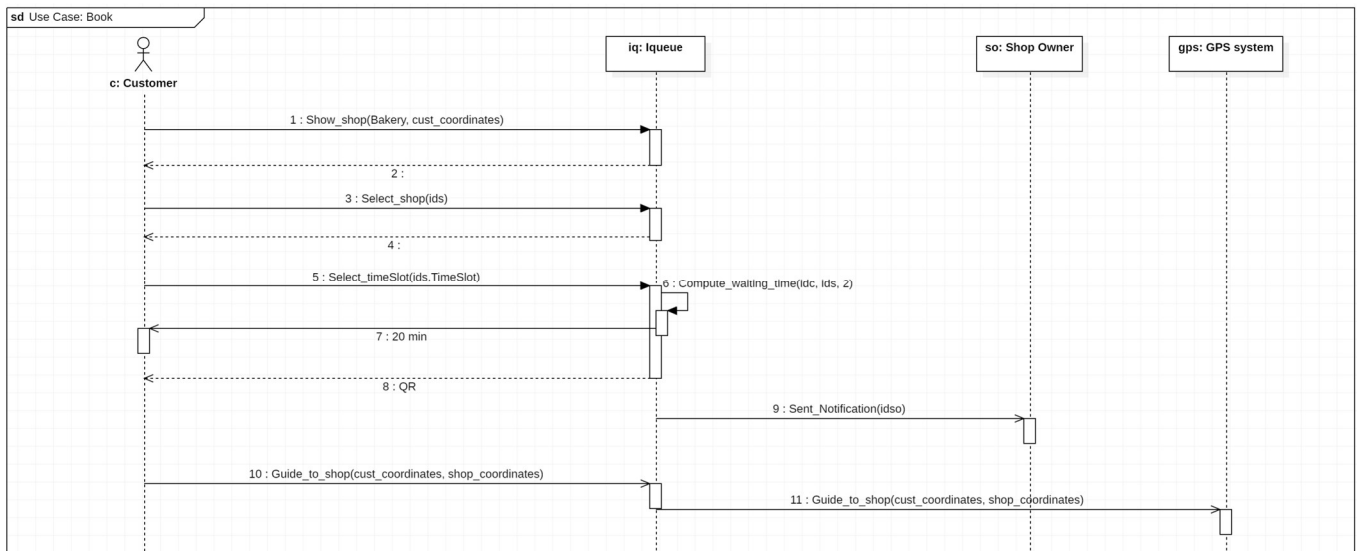 sd Use Case: Book
c: Customer
iq: Iqueue
so: Shop Owner
gps: GPS system
1 : Show_shop(Bakery, cust_coordinates)
2 :
3 : Select_shop(ids)
4 :
5 : Select_timeSlot(ids.TimeSlot)
6 : Compute_waiting_time(idc, ids, 2)
7 : 20 min
8 : QR
9 : Sent_Notification(idso)
10 : Guide_to_shop(cust_coordinates, shop_coordinates)
11 : Guide_to_shop(cust_coordinates, shop_coordinates)